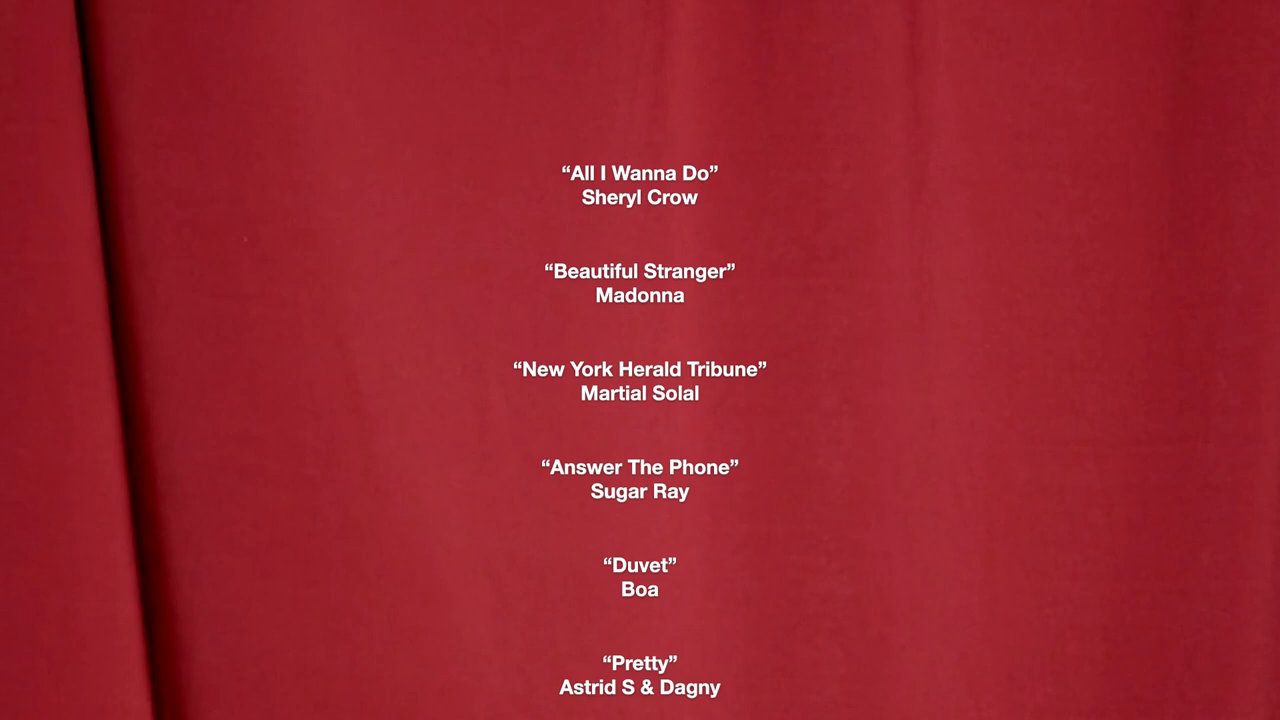 “All I Wanna Do”
Sheryl Crow
“Beautiful Stranger”
Madonna
“New York Herald Tribune”
Martial Solal
“Answer The Phone”
Sugar Ray
“Duvet”
Boa
“Pretty”
Astrid S & Dagny